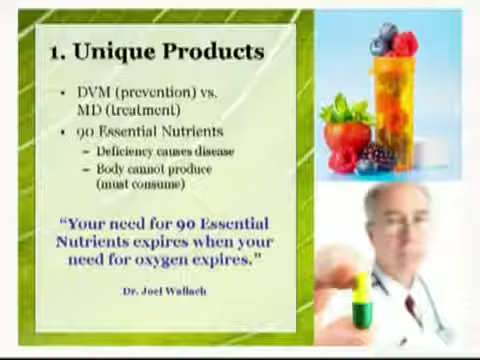 1. Unique Products
• DVM (prevention) vs.
MD (treatment)
• 90 Essential Nutrients
– Deficiency causes disease
– Body cannot produce
(must consume)
“Your need for 90 Essential
Nutrients expires when your
need for oxygen expires.”
Dr. Joel Wallach